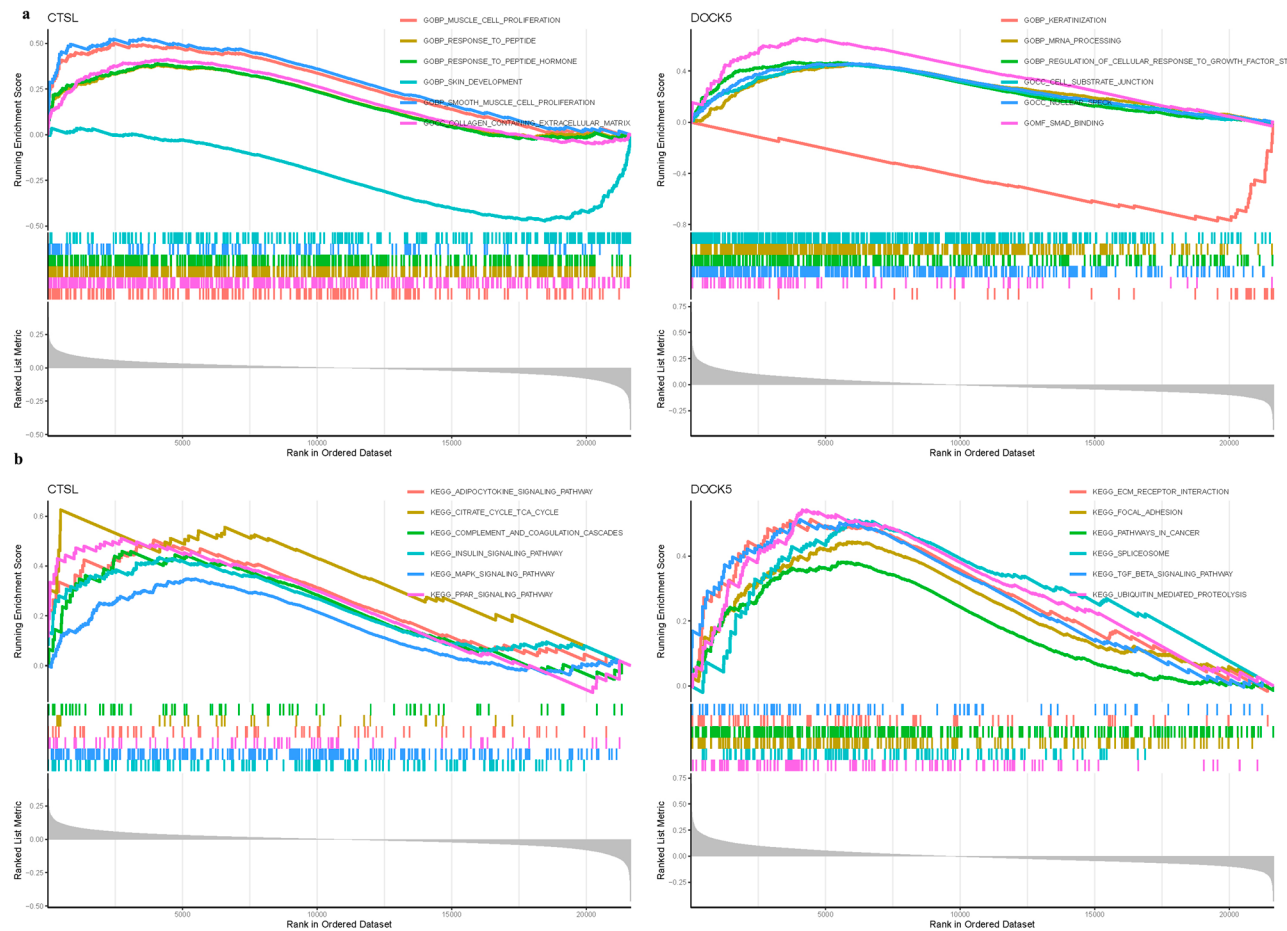 a
CTSL
GOBP_MUSCLE_CELL_PROLIFERATION
GOBP_RESPONSE_TO_PEPTIDE
GOBP_RESPONSE_TO_PEPTIDE_HORMONE
GOBP_SKIN_DEVELOPMENT
GOBP_SMOOTH_MUSCLE_CELL_PROLIFERATION
GOCC_COLLAGEN_CONTAINING_EXTRACELLULAR_MATRIX
Running Enrichment Score
0.50
0.25
0.00
−0.25
−0.50
Ranked List Metric
0.25
0.00
−0.25
−0.50
5000 10000 15000 20000
Rank in Ordered Dataset
DOCK5
GOBP_KERATINIZATION
GOBP_MRNA_PROCESSING
GOBP_REGULATION_OF_CELLULAR_RESPONSE_TO_GROWTH_FACTOR_ST
GOCC_CELL_SUBSTRATE_JUNCTION
GOCC_NUCLEAR_SPECK
GOMF_SMAD_BINDING
Running Enrichment Score
0.4
0.0
−0.4
−0.8
Ranked List Metric
0.75
0.50
0.25
0.00
−0.25
5000 10000 15000 20000
Rank in Ordered Dataset
b
CTSL
KEGG_ADIPOCYTOKINE_SIGNALING_PATHWAY
KEGG_CITRATE_CYCLE_TCA_CYCLE
KEGG_COMPLEMENT_AND_COAGULATION_CASCADES
KEGG_INSULIN_SIGNALING_PATHWAY
KEGG_MAPK_SIGNALING_PATHWAY
KEGG_PPAR_SIGNALING_PATHWAY
Running Enrichment Score
0.6
0.4
0.2
0.0
Ranked List Metric
0.25
0.00
−0.25
−0.50
5000 10000 15000 20000
Rank in Ordered Dataset
DOCK5
KEGG_ECM_RECEPTOR_INTERACTION
KEGG_FOCAL_ADHESION
KEGG_PATHWAYS_IN_CANCER
KEGG_SPLICEOSOME
KEGG_TGF_BETA_SIGNALING_PATHWAY
KEGG_UBIQUITIN_MEDIATED_PROTEOLYSIS
Running Enrichment Score
0.4
0.2
0.0
Ranked List Metric
0.75
0.50
0.25
0.00
−0.25
5000 10000 15000 20000
Rank in Ordered Dataset